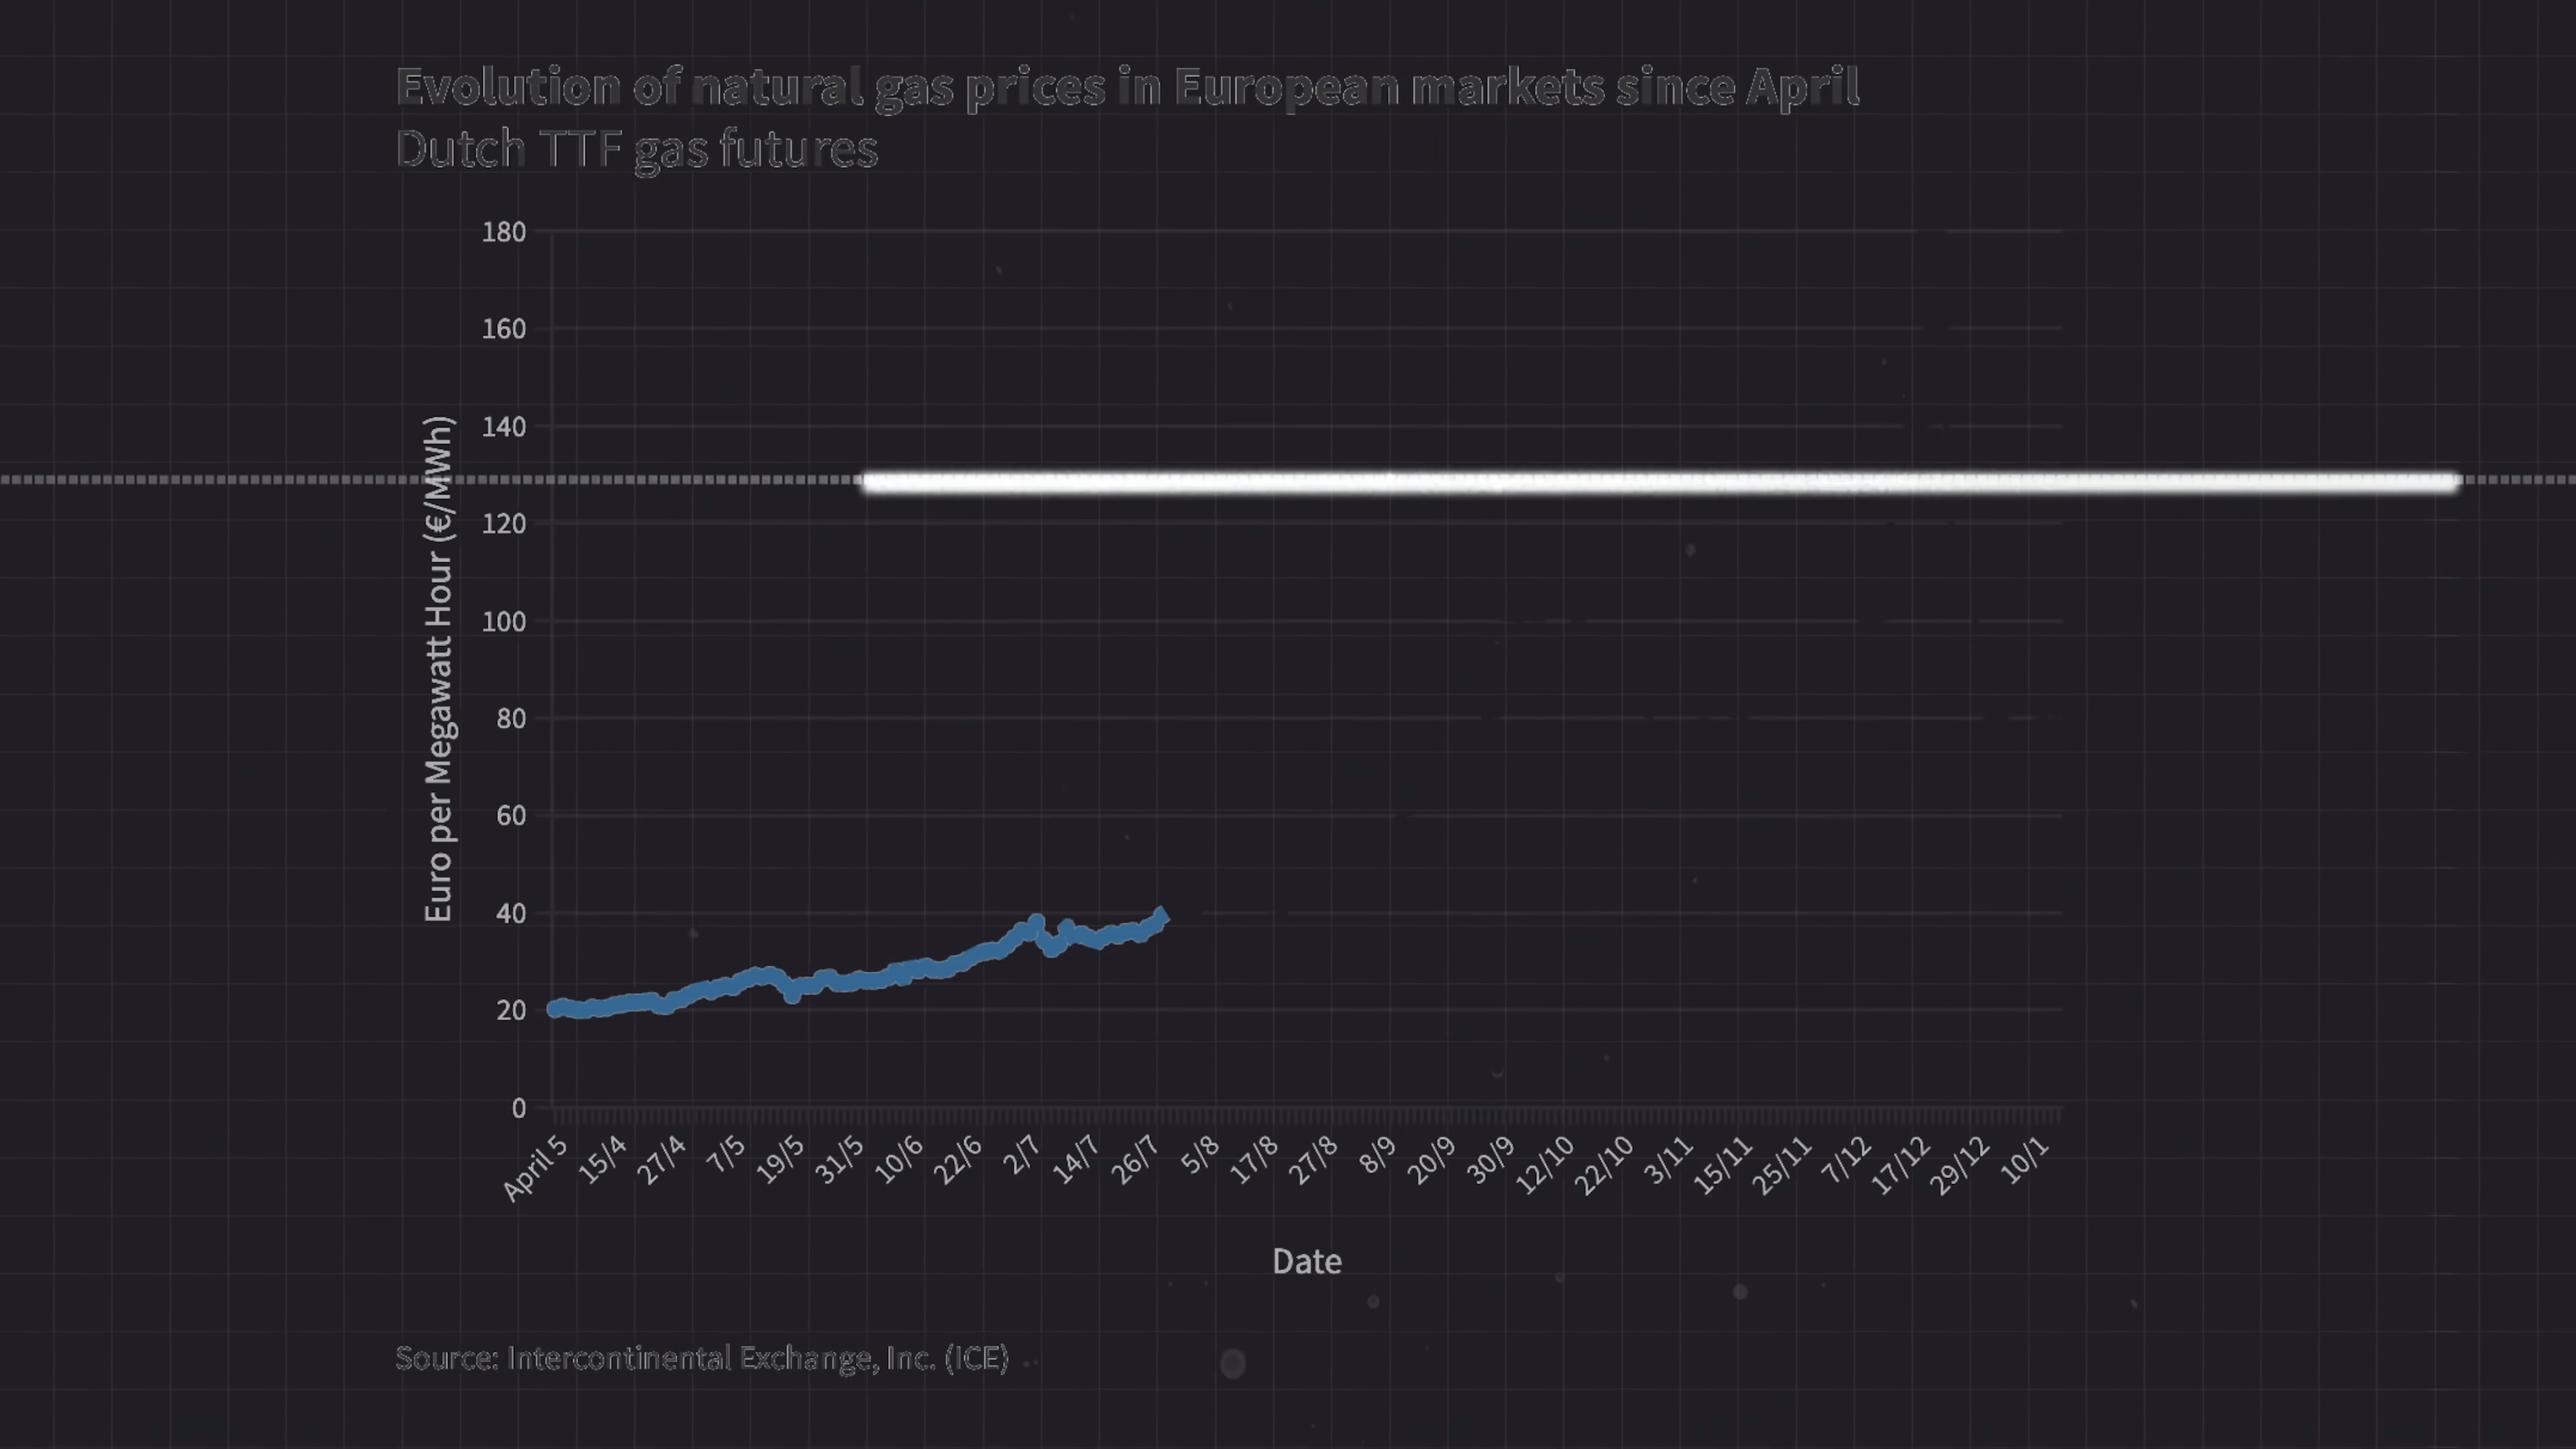 Evolution of natural gas prices in European markets since April
Dutch TTF gas futures
Euro per Megawatt Hour (€/MWh)
180
160
140
120
100
80
60
40
20
0
April 5 15/4 27/4 7/5 19/5 31/5 10/6 22/6 2/7 14/7 26/7 5/8 17/8 27/8 8/9 20/9 30/9 12/10 22/10 3/11 15/11 25/11 7/12 17/12 29/12 10/1
Date
Source: Intercontinental Exchange, Inc. (ICE)